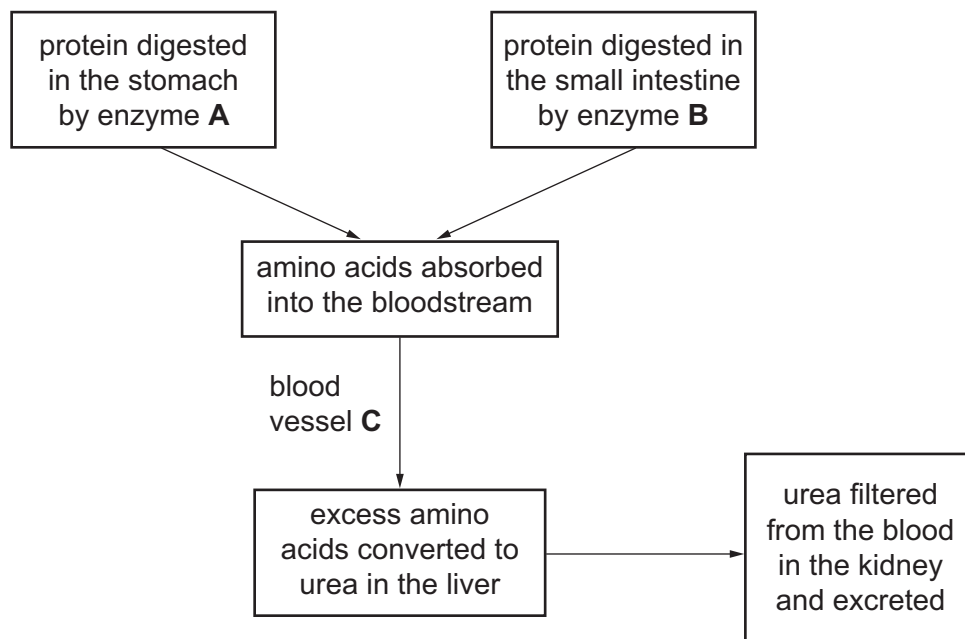 protein digested
in the stomach
by enzyme A
protein digested in
the small intestine
by enzyme B
amino acids absorbed
into the bloodstream
blood
vessel C
excess amino
acids converted to
urea in the liver
urea filtered
from the blood
in the kidney
and excreted